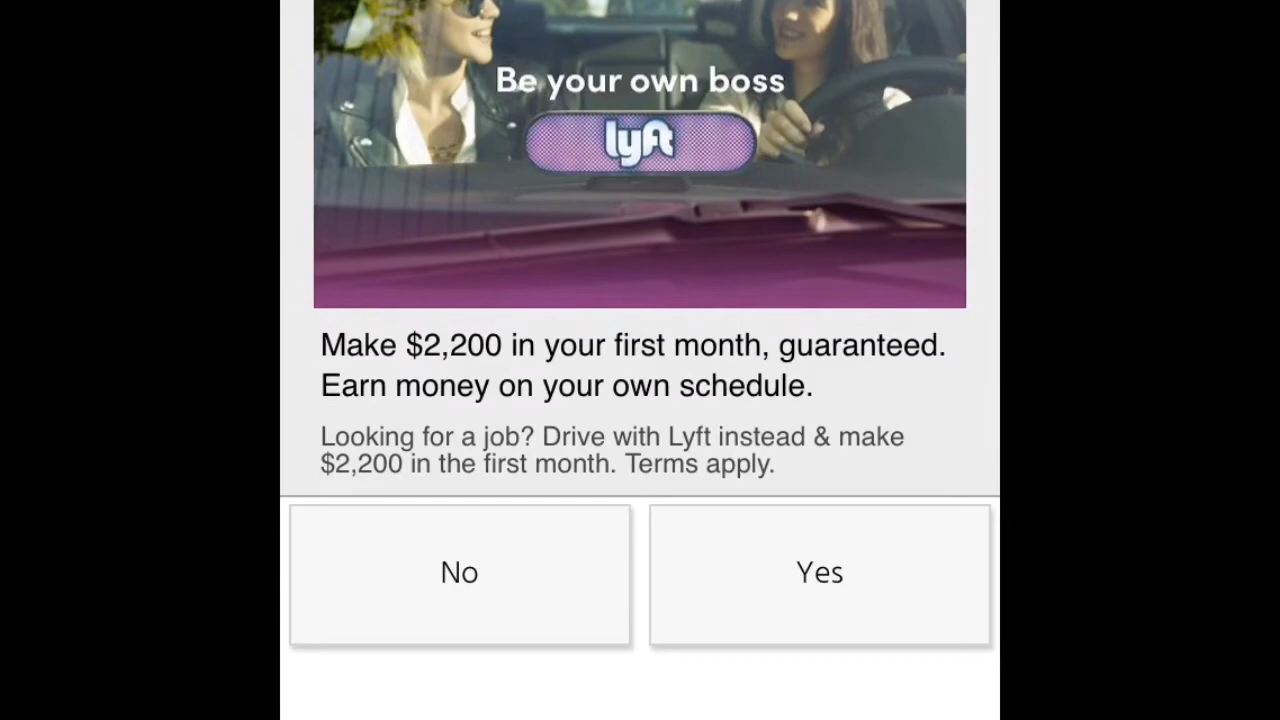 Be your own boss
lyft
Make $2,200 in your first month, guaranteed.
Earn money on your own schedule.
Looking for a job? Drive with Lyft instead & make
$2,200 in the first month. Terms apply.
No
Yes